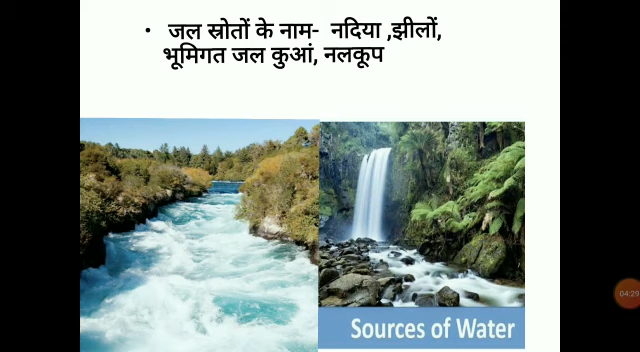 • जल स्रोतों के नाम- नदिया ,झीलों,
भूमिगत जल कुआं, नलकूप
Sources of Water
04:29